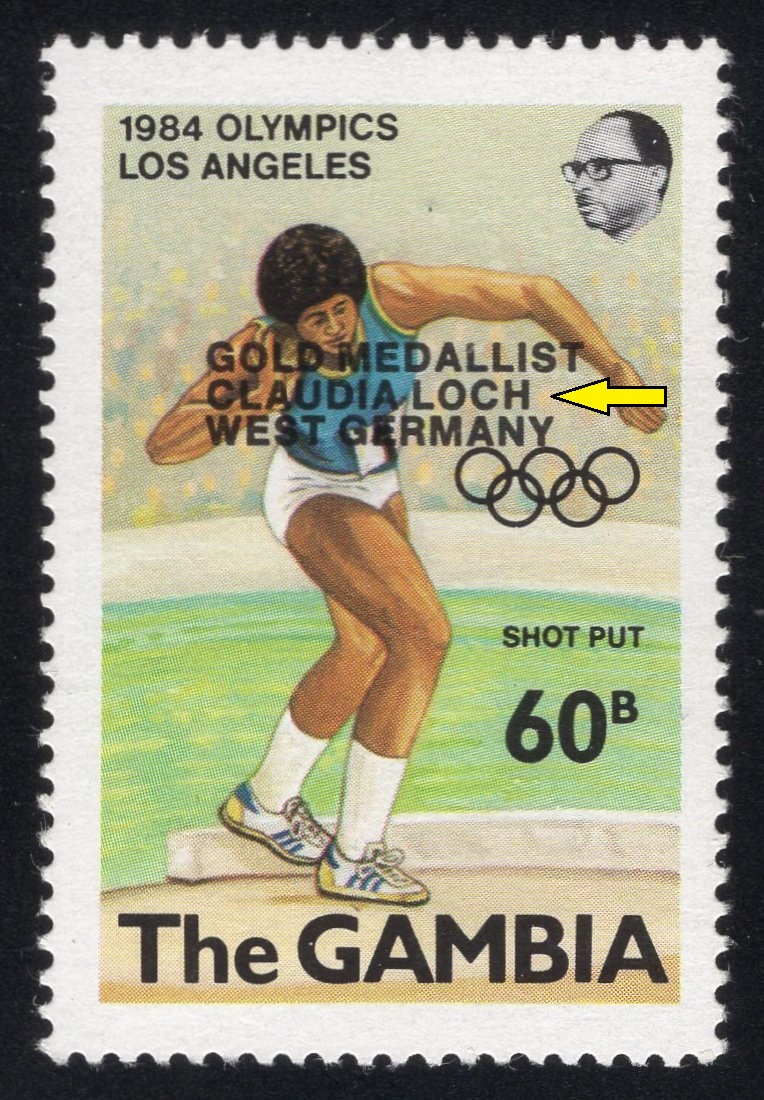 1984 OLYMPICS
LOS ANGELES
GOLD MEDALLIST
CLAUDIA LOCH
WEST GERMANY
SHOT PUT
60B
The GAMBIA